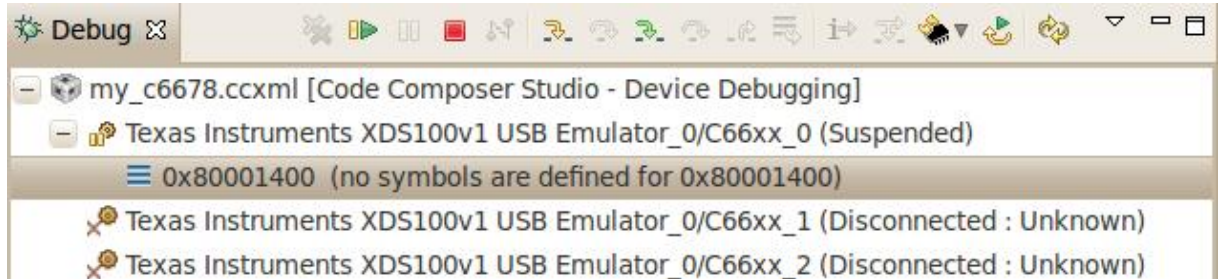 Debug
my_c6678.ccxml [Code Composer Studio - Device Debugging]
Texas Instruments XDS100v1 USB Emulator_0/C66xx_0 (Suspended)
0x80001400 (no symbols are defined for 0x80001400)
Texas Instruments XDS100v1 USB Emulator_0/C66xx_1 (Disconnected : Unknown)
Texas Instruments XDS100v1 USB Emulator_0/C66xx_2 (Disconnected : Unknown)